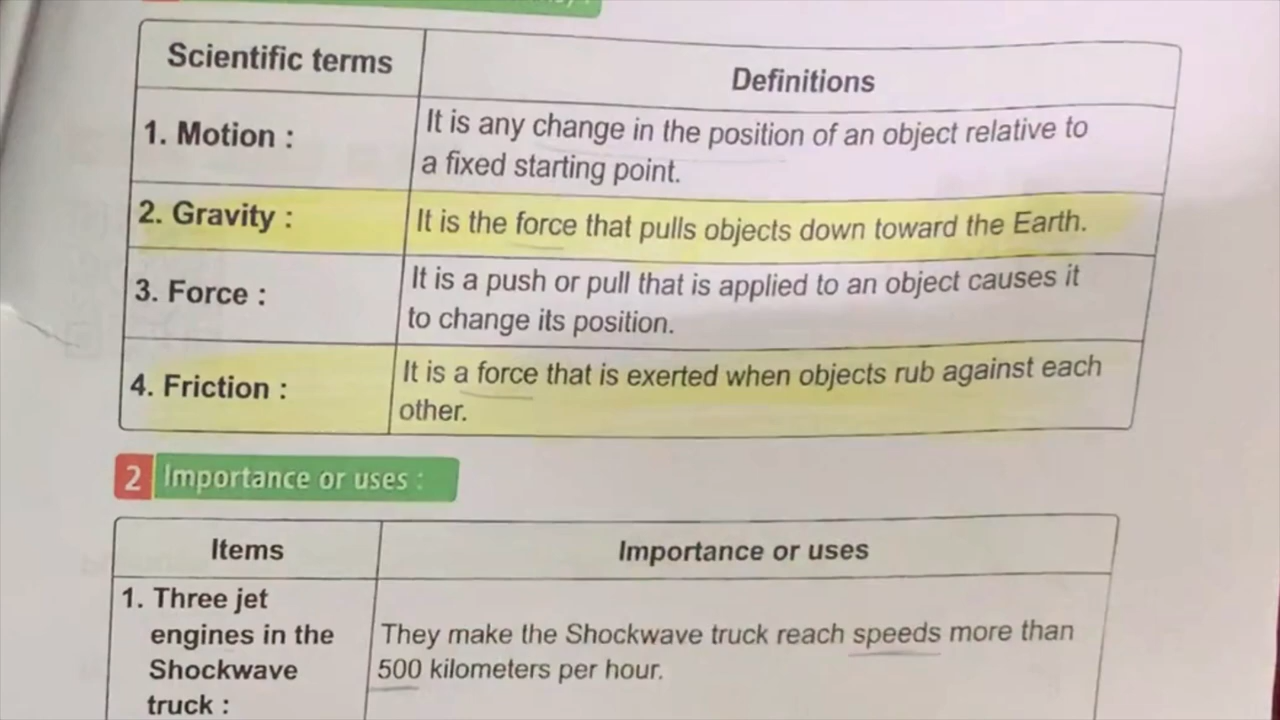 Scientific terms
Definitions
1. Motion :
It is any change in the position of an object relative to
a fixed starting point.
2. Gravity :
It is the force that pulls objects down toward the Earth.
3. Force :
It is a push or pull that is applied to an object causes it
to change its position.
4. Friction :
It is a force that is exerted when objects rub against each
other.
2 Importance or uses :
Items
Importance or uses
1. Three jet
engines in the
Shockwave
truck :
They make the Shockwave truck reach speeds more than
500 kilometers per hour.